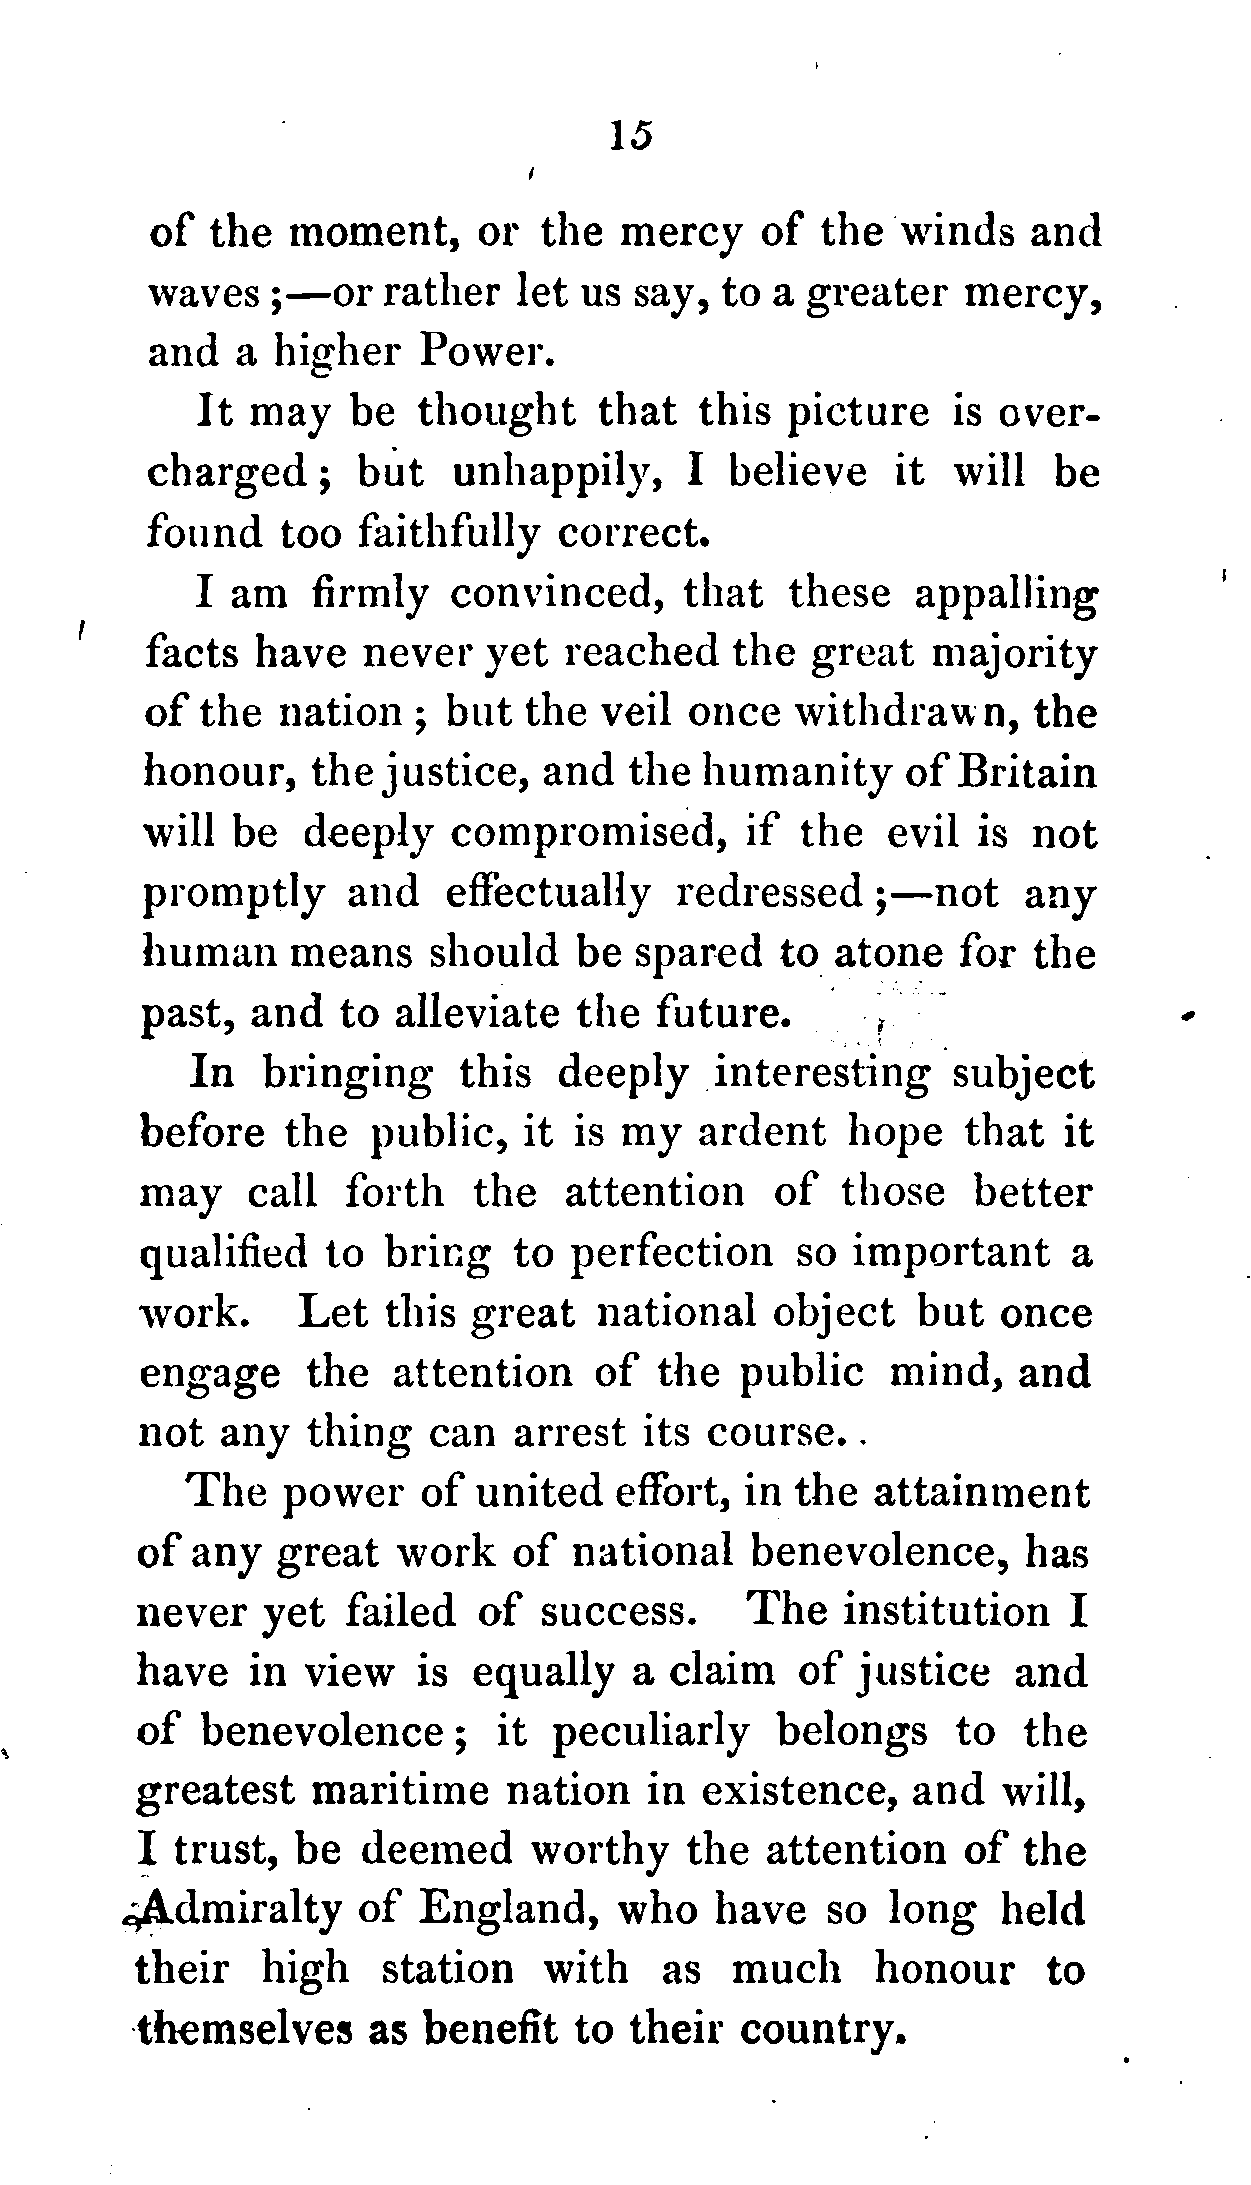 15
of the moment, or the mercy of the winds and
waves ;—or rather let us say, to a greater mercy,
and a higher Power.
It may be thought that this picture is over-
charged ; but unhappily, I believe it will be
found too faithfully correct.
I am firmly convinced, that these appalling
facts have never yet reached the great majority
of the nation ; but the veil once withdrawn, the
honour, the justice, and the humanity of Britain
will be deeply compromised, if the evil is not
promptly and effectually redressed ;—not any
human means should be spared to atone for the
past, and to alleviate the future.
In bringing this deeply interesting subject
before the public, it is my ardent hope that it
may call forth the attention of those better
qualified to bring to perfection so important a
work. Let this great national object but once
engage the attention of the public mind, and
not any thing can arrest its course.
The power of united effort, in the attainment
of any great work of national benevolence, has
never yet failed of success. The institution I
have in view is equally a claim of justice and
of benevolence ; it peculiarly belongs to the
greatest maritime nation in existence, and will,
I trust, be deemed worthy the attention of the
Admiralty of England, who have so long held
their high station with as much honour to
themselves as benefit to their country.